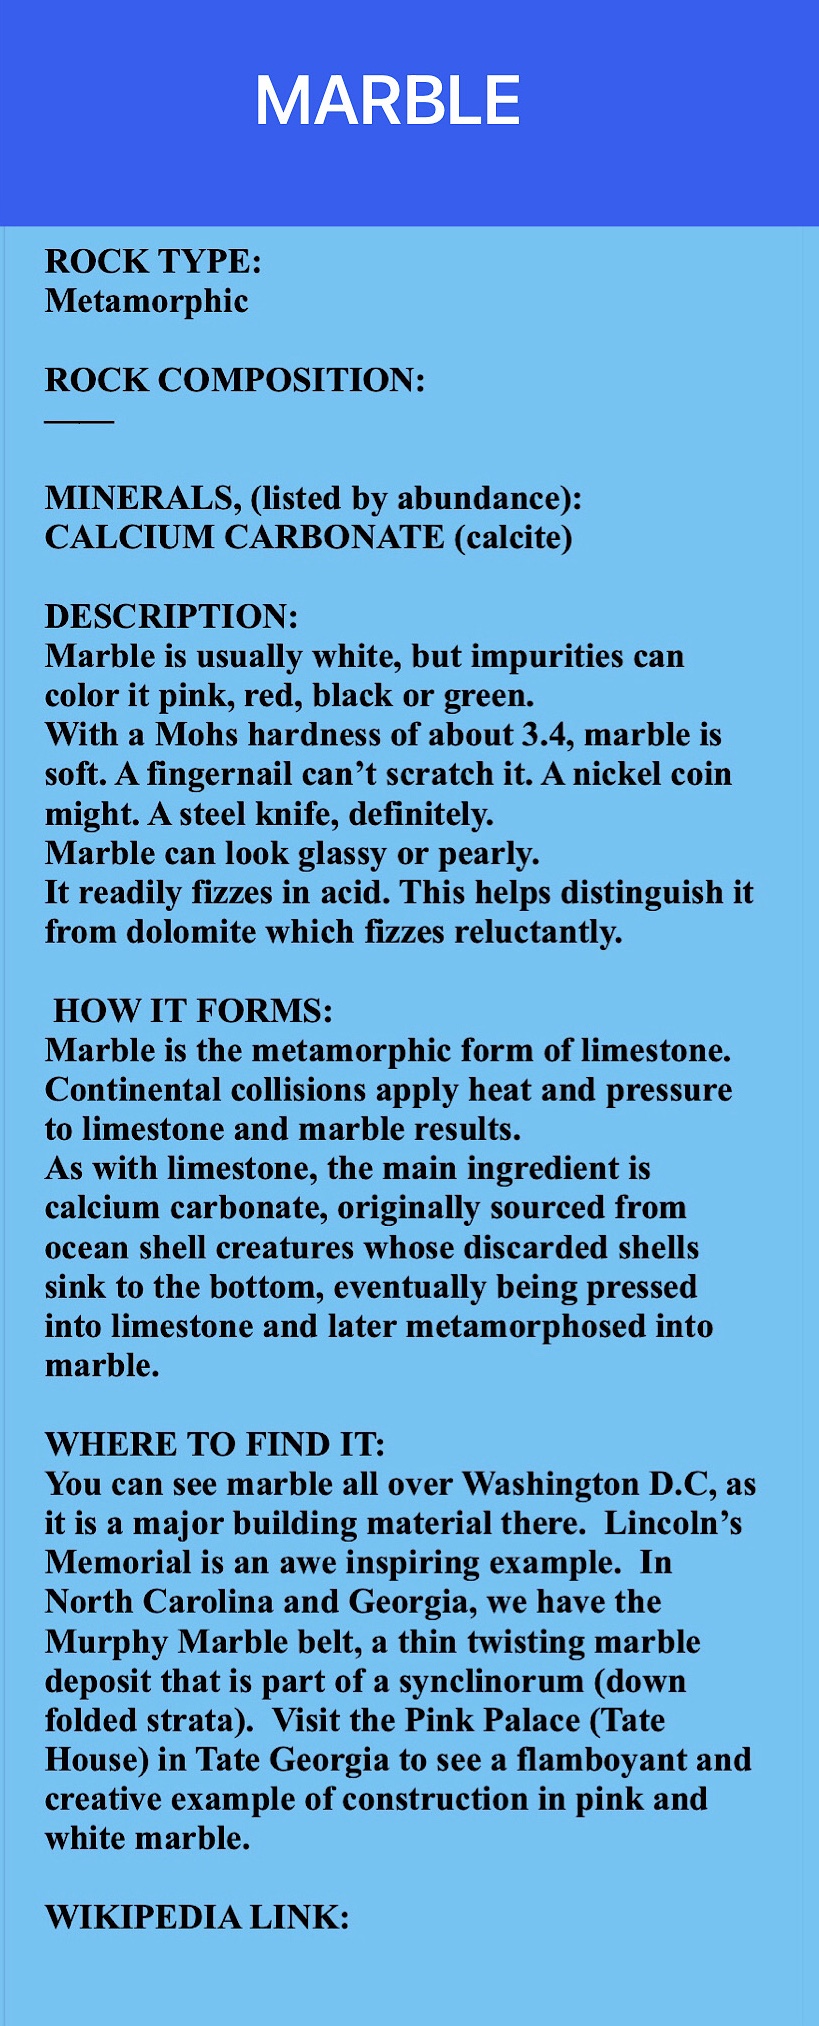 MARBLE
ROCK TYPE:
Metamorphic
ROCK COMPOSITION:
——
MINERALS, (listed by abundance):
CALCIUM CARBONATE (calcite)
DESCRIPTION:
Marble is usually white, but impurities can
color it pink, red, black or green.
With a Mohs hardness of about 3.4, marble is
soft. A fingernail can’t scratch it. A nickel coin
might. A steel knife, definitely.
Marble can look glassy or pearly.
It readily fizzes in acid. This helps distinguish it
from dolomite which fizzes reluctantly.
HOW IT FORMS:
Marble is the metamorphic form of limestone.
Continental collisions apply heat and pressure
to limestone and marble results.
As with limestone, the main ingredient is
calcium carbonate, originally sourced from
ocean shell creatures whose discarded shells
sink to the bottom, eventually being pressed
into limestone and later metamorphosed into
marble.
WHERE TO FIND IT:
You can see marble all over Washington D.C, as
it is a major building material there.  Lincoln’s
Memorial is an awe inspiring example.  In
North Carolina and Georgia, we have the
Murphy Marble belt, a thin twisting marble
deposit that is part of a synclinorum (down
folded strata).  Visit the Pink Palace (Tate
House) in Tate Georgia to see a flamboyant and
creative example of construction in pink and
white marble.
WIKIPEDIA LINK: